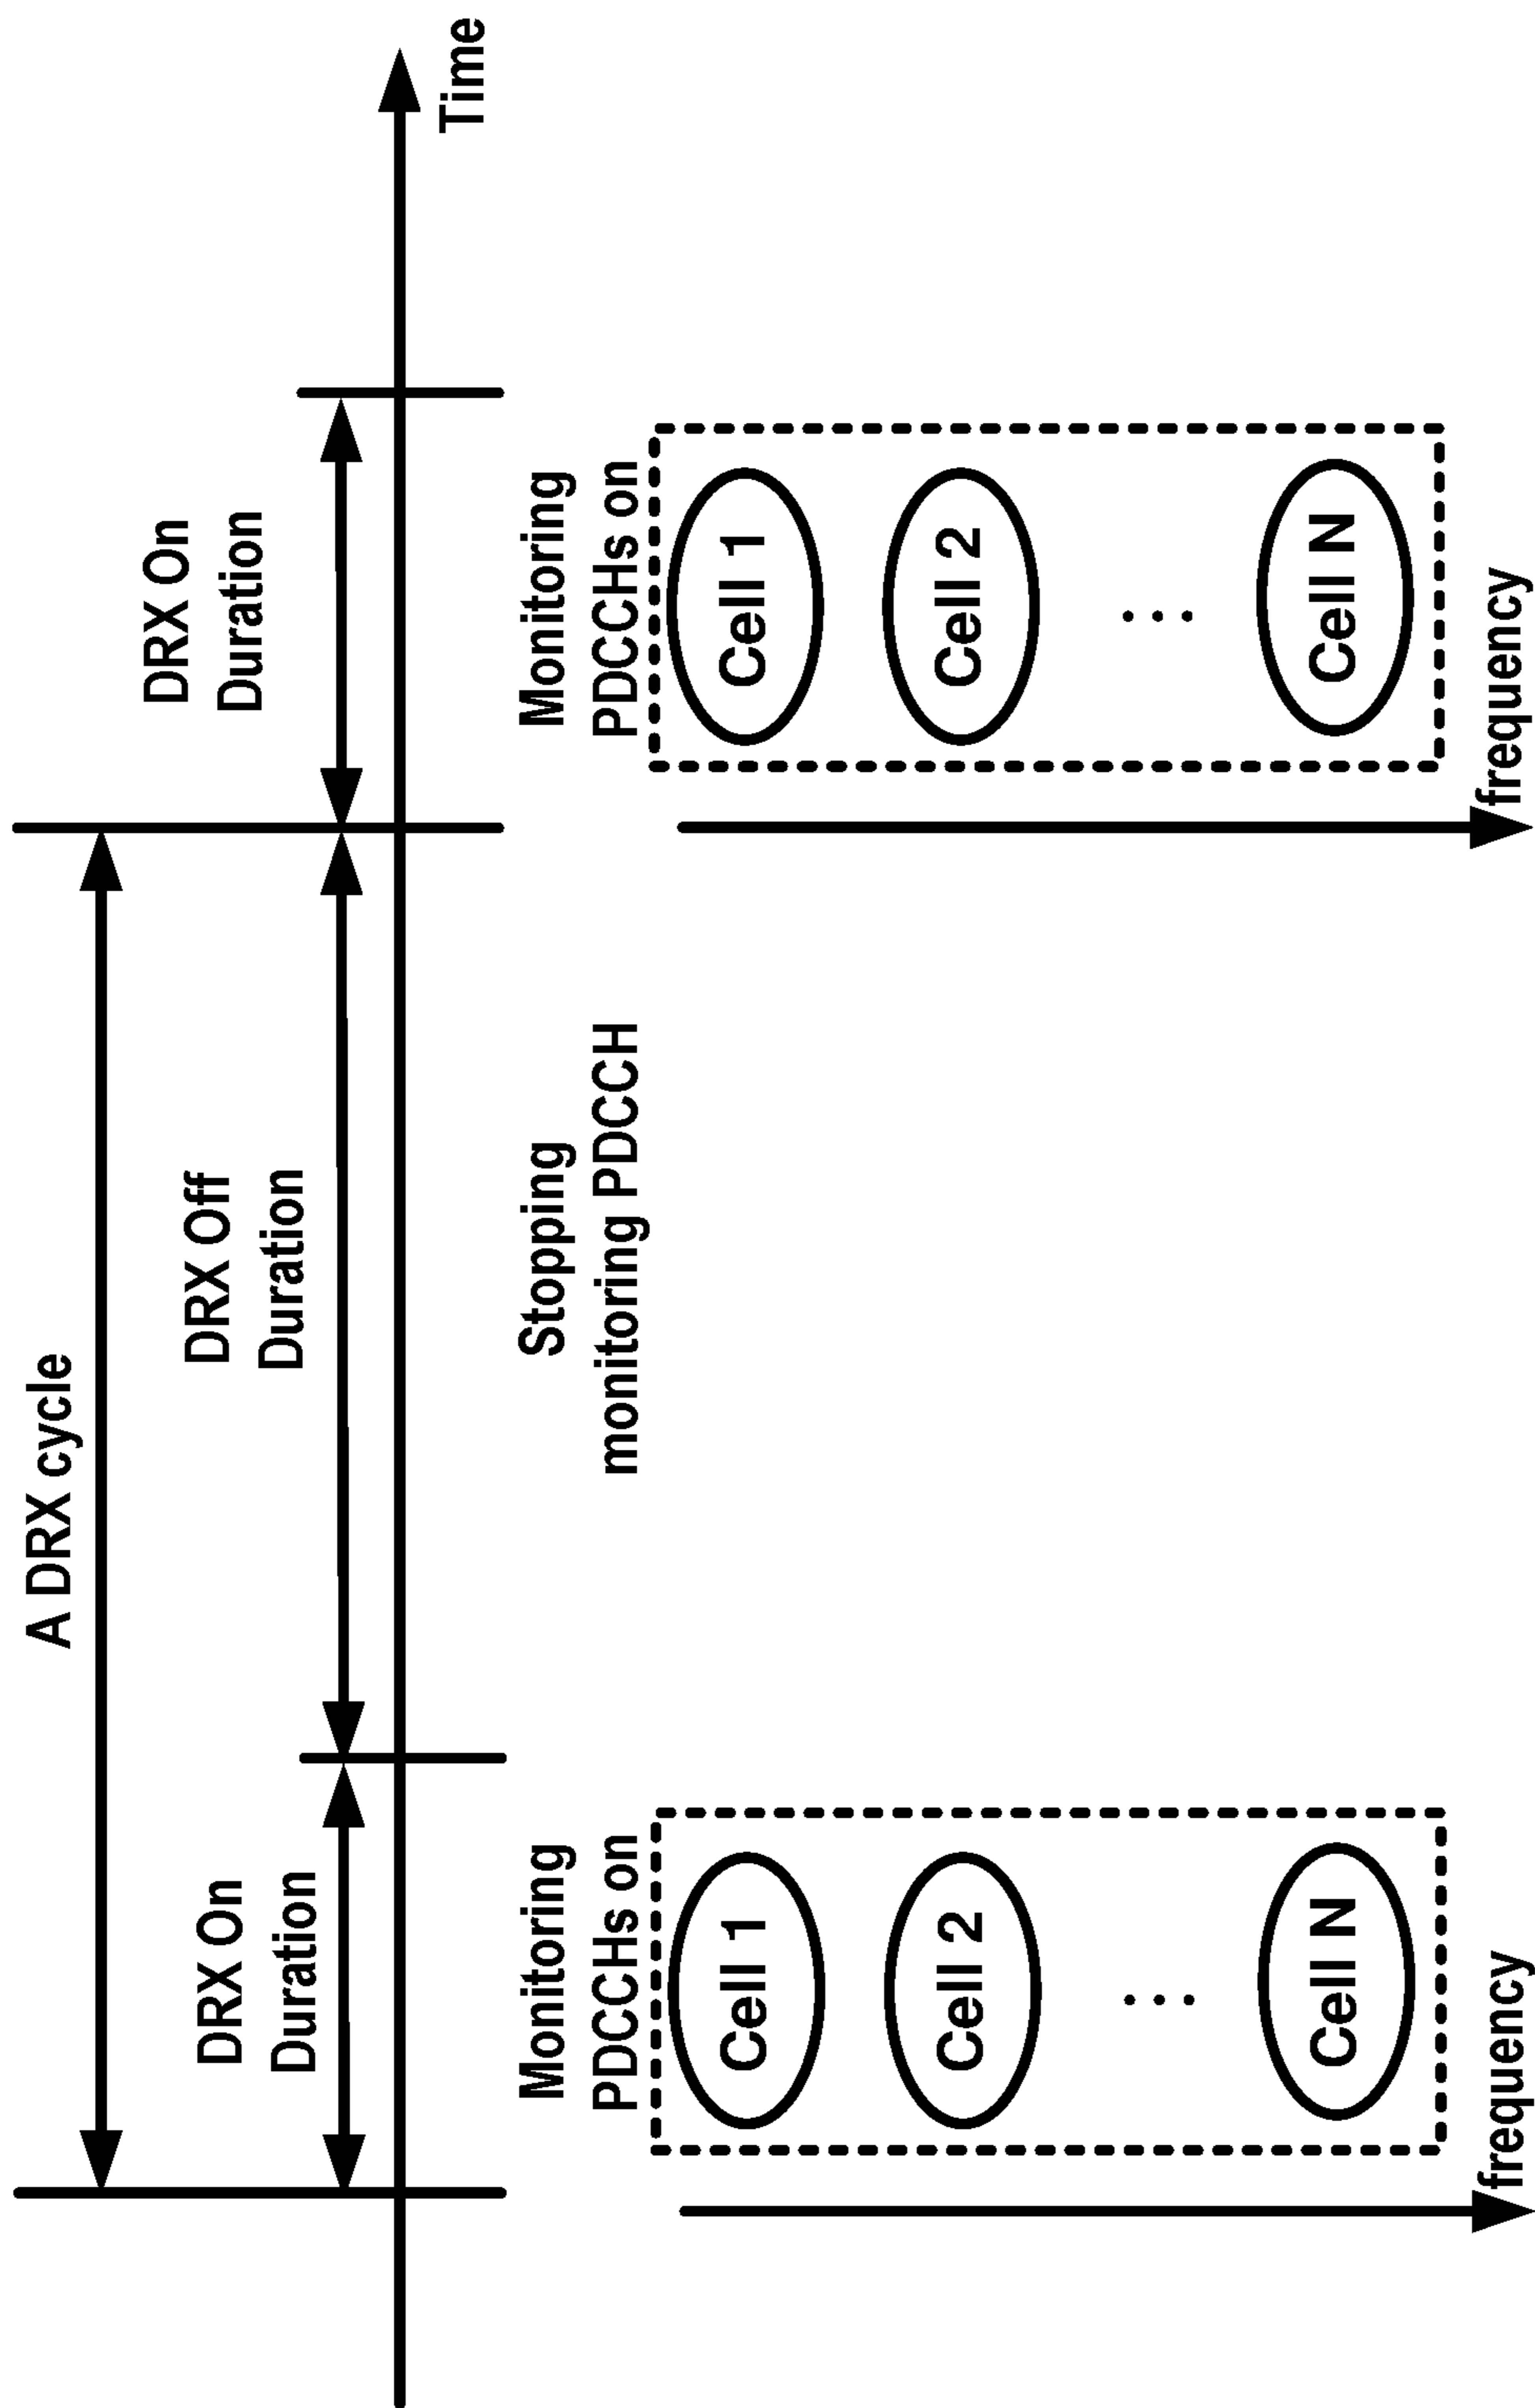 A DRX cycle
DRX On
Duration
DRX Off
Duration
DRX On
Duration
Time
Monitoring
PDCCHs on
Stopping
monitoring PDCCH
Monitoring
PDCCHs on
Cell 1
Cell 2
...
Cell N
frequency
Cell 1
Cell 2
...
Cell N
frequency